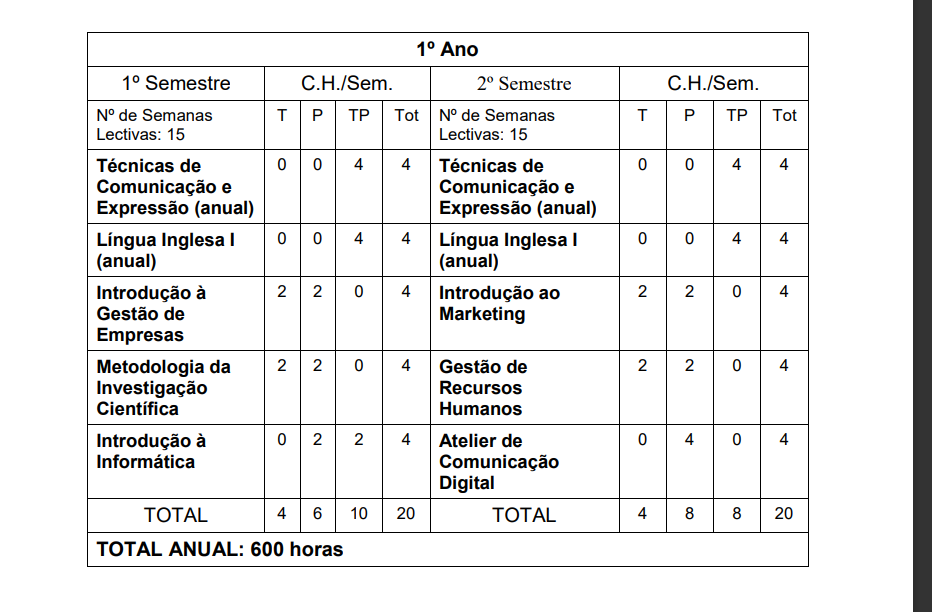 1º Ano
1º Semestre C.H./Sem. 2º Semestre C.H./Sem.
Nº de Semanas Lectivas: 15 T P TP Tot Nº de Semanas Lectivas: 15 T P TP Tot
Técnicas de Comunicação e Expressão (anual) 0 0 4 4 Técnicas de Comunicação e Expressão (anual) 0 0 4 4
Língua Inglesa I (anual) 0 0 4 4 Língua Inglesa I (anual) 0 0 4 4
Introdução à Gestão de Empresas 2 2 0 4 Introdução ao Marketing 2 2 0 4
Metodologia da Investigação Científica 2 2 0 4 Gestão de Recursos Humanos 2 2 0 4
Introdução à Informática 0 2 2 4 Atelier de Comunicação Digital 0 4 0 4
TOTAL 4 6 10 20 TOTAL 4 8 8 20
TOTAL ANUAL: 600 horas